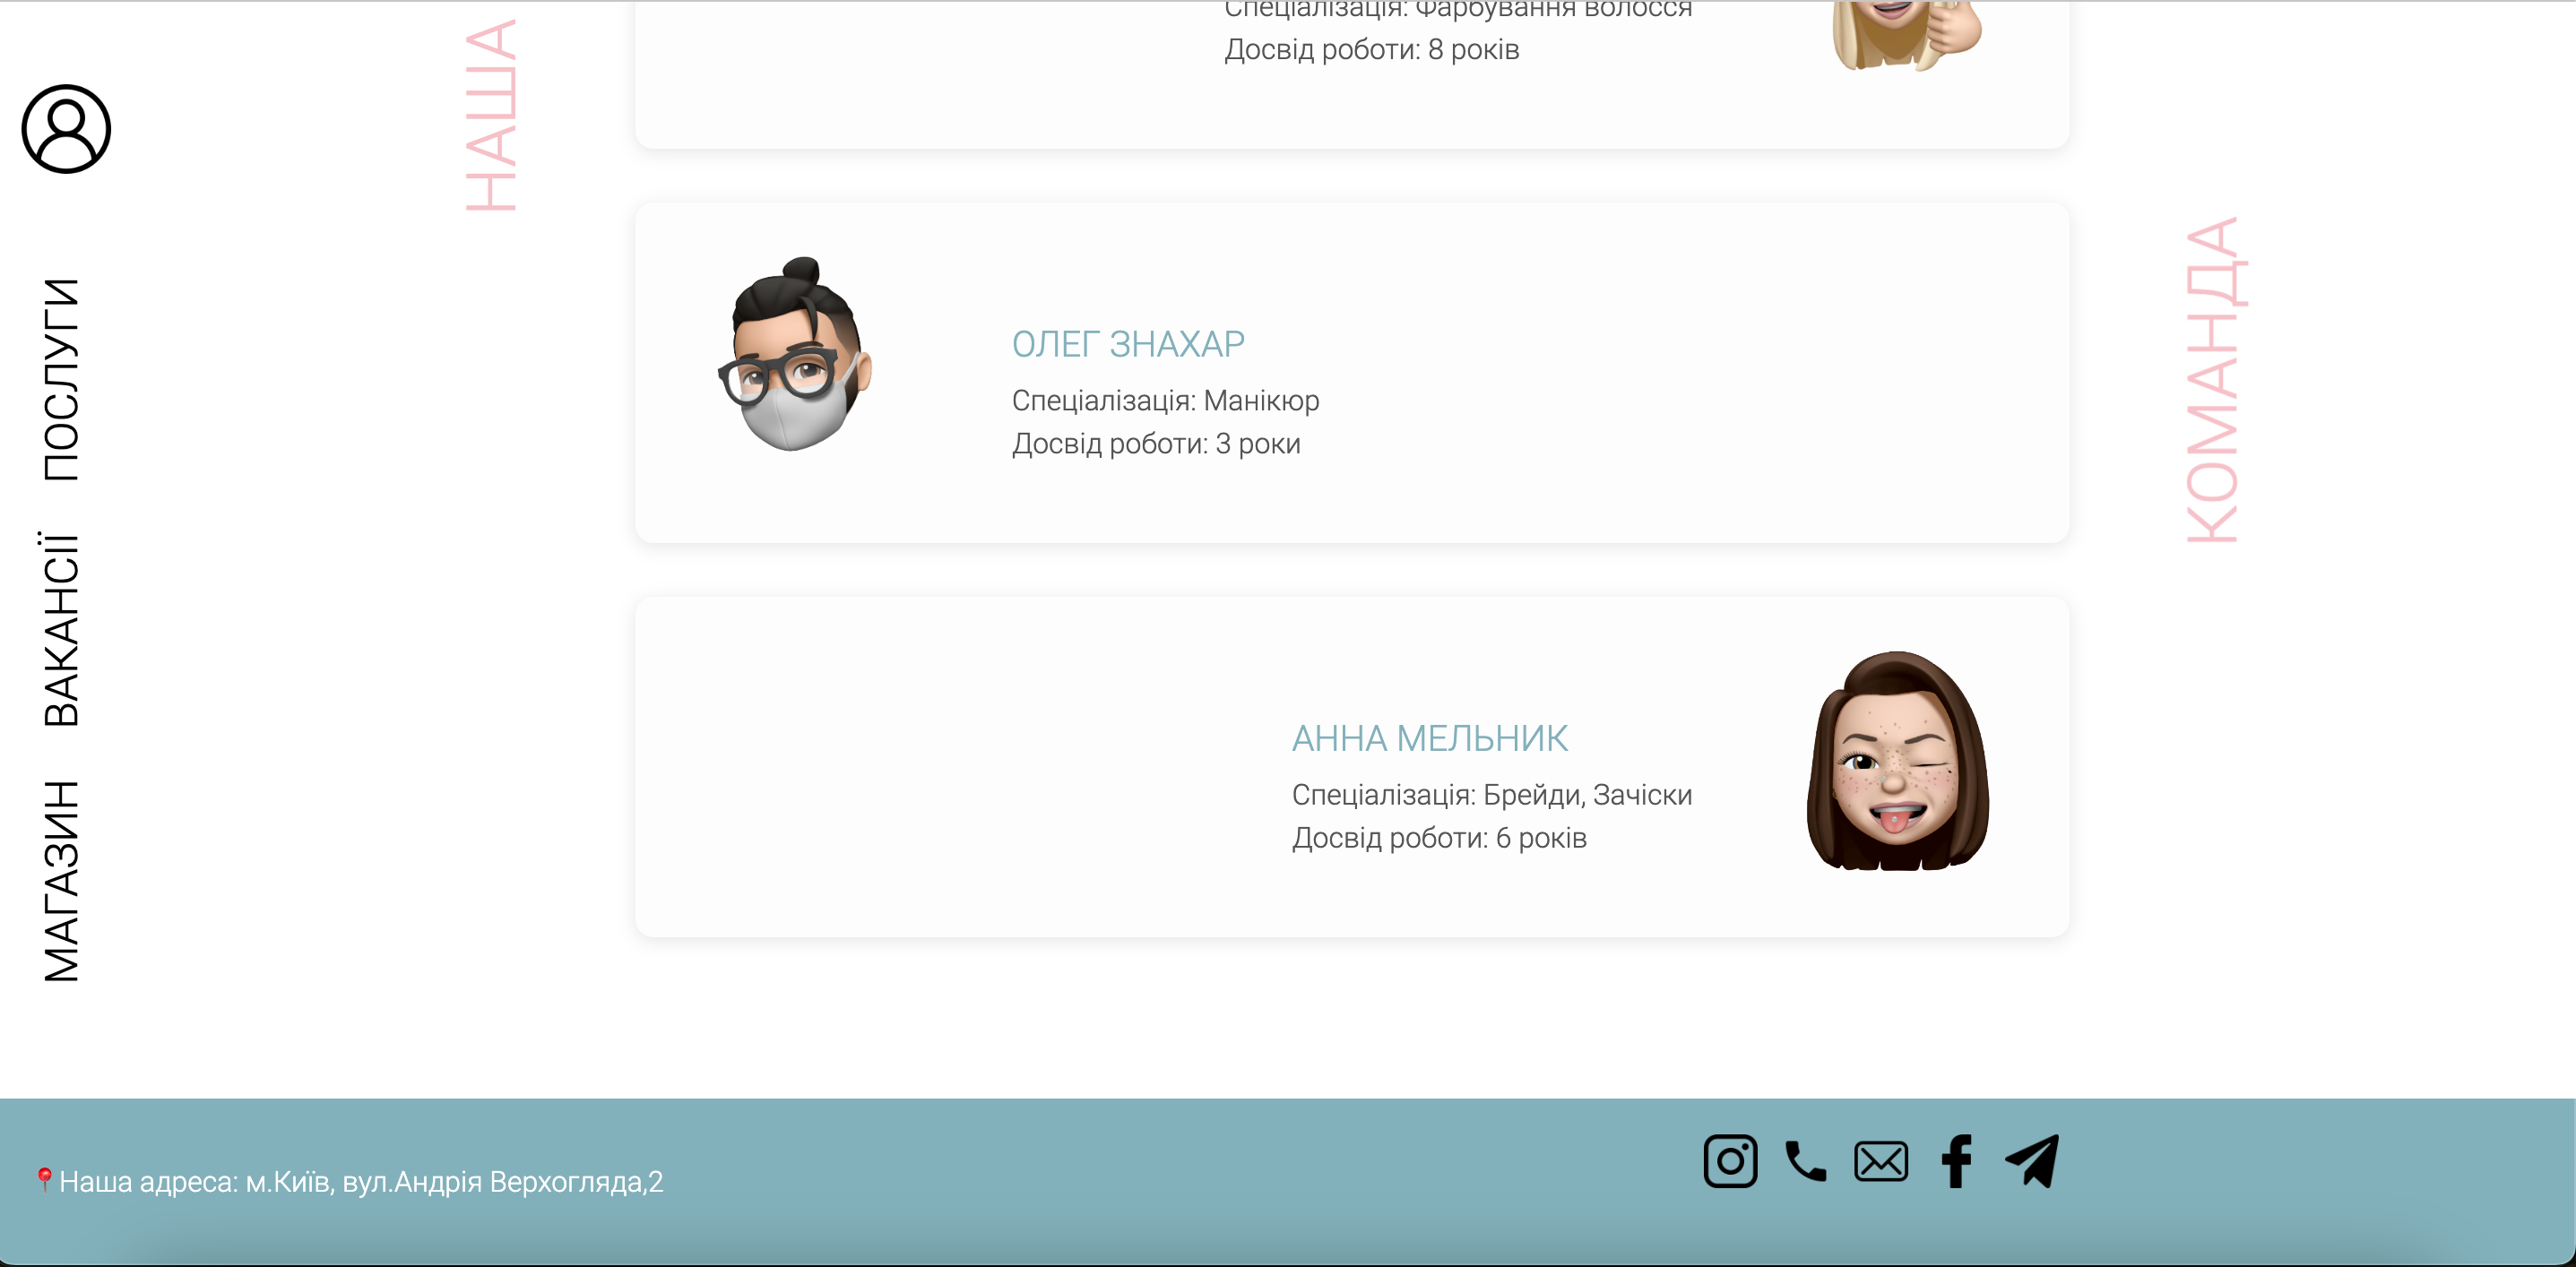 ПОСЛУГИ
ВАКАНСІЇ
МАГАЗИН
НАША
КОМАНДА
Спеціалізація: Фарбування волосся
Досвід роботи: 8 років
ОЛЕГ ЗНАХАР
Спеціалізація: Манікюр
Досвід роботи: 3 роки
АННА МЕЛЬНИК
Спеціалізація: Брейди, Зачіски
Досвід роботи: 6 років
Наша адреса: м.Київ, вул.Андрія Верхогляда,2